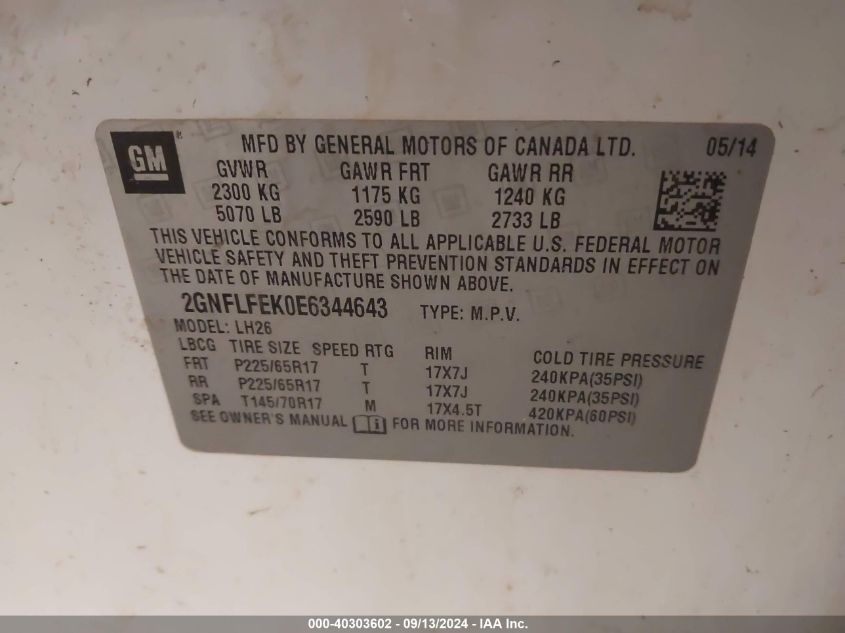 GM
MFD BY GENERAL MOTORS OF CANADA LTD. 05/14
GVWR GAWR FRT GAWR RR
2300 KG 1175 KG 1240 KG
5070 LB 2590 LB 2733 LB
THIS VEHICLE CONFORMS TO ALL APPLICABLE U.S. FEDERAL MOTOR
VEHICLE SAFETY AND THEFT PREVENTION STANDARDS IN EFFECT ON
THE DATE OF MANUFACTURE SHOWN ABOVE.
2GNFLFEK0E6344643 TYPE: M.P.V.
MODEL: LH26
LBCG TIRE SIZE SPEED RTG RIM COLD TIRE PRESSURE
FRT P225/65R17 T 17X7J 240KPA(35PSI)
RR P225/65R17 T 17X7J 240KPA(35PSI)
SPA T145/70R17 M 17X4.5T 420KPA(60PSI)
SEE OWNER'S MANUAL FOR MORE INFORMATION.
000-40303602 - 09/13/2024 - IAA Inc.